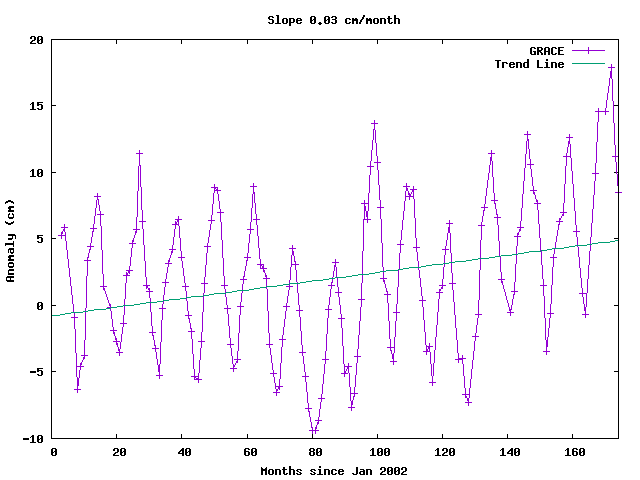 Slope 0.03 cm/month
GRACE
Trend Line
Anomaly (cm)
20
15
10
5
0
-5
-10
0 20 40 60 80 100 120 140 160
Months since Jan 2002